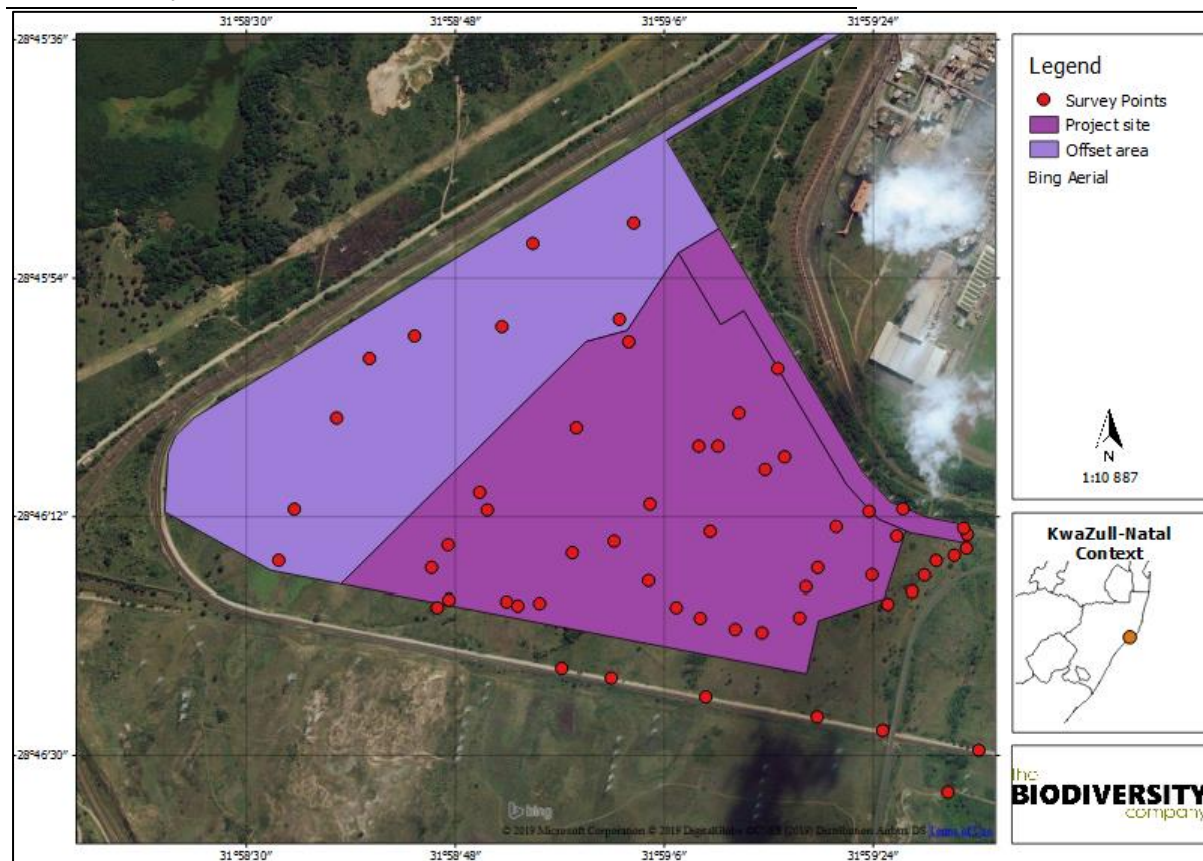 31°58'30" 31°58'48" 31°59'6" 31°59'24"
28°45'36"
28°45'54"
28°46'12"
28°46'30"
31°58'30" 31°58'48" 31°59'6" 31°59'24"
bing
© 2019 Microsoft Corporation © 2019 DigitalGlobe ©CNES (2019) Distribution Airbus DS Terms of Use
Legend
Survey Points
Project site
Offset area
Bing Aerial
N
1:10 887
KwaZull-Natal
Context
the
BIODIVERSITY
company